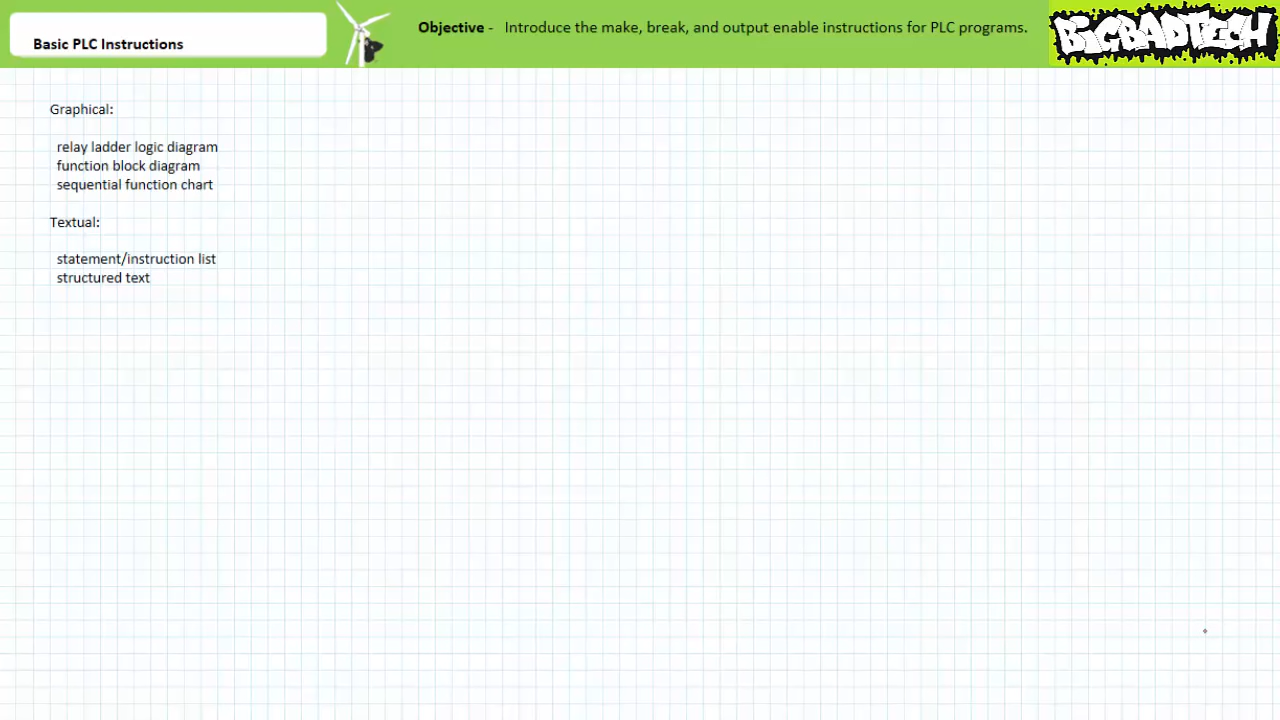 Basic PLC Instructions
Objective - Introduce the make, break, and output enable instructions for PLC programs.
BIGBADTECH
Graphical:
relay ladder logic diagram
function block diagram
sequential function chart
Textual:
statement/instruction list
structured text